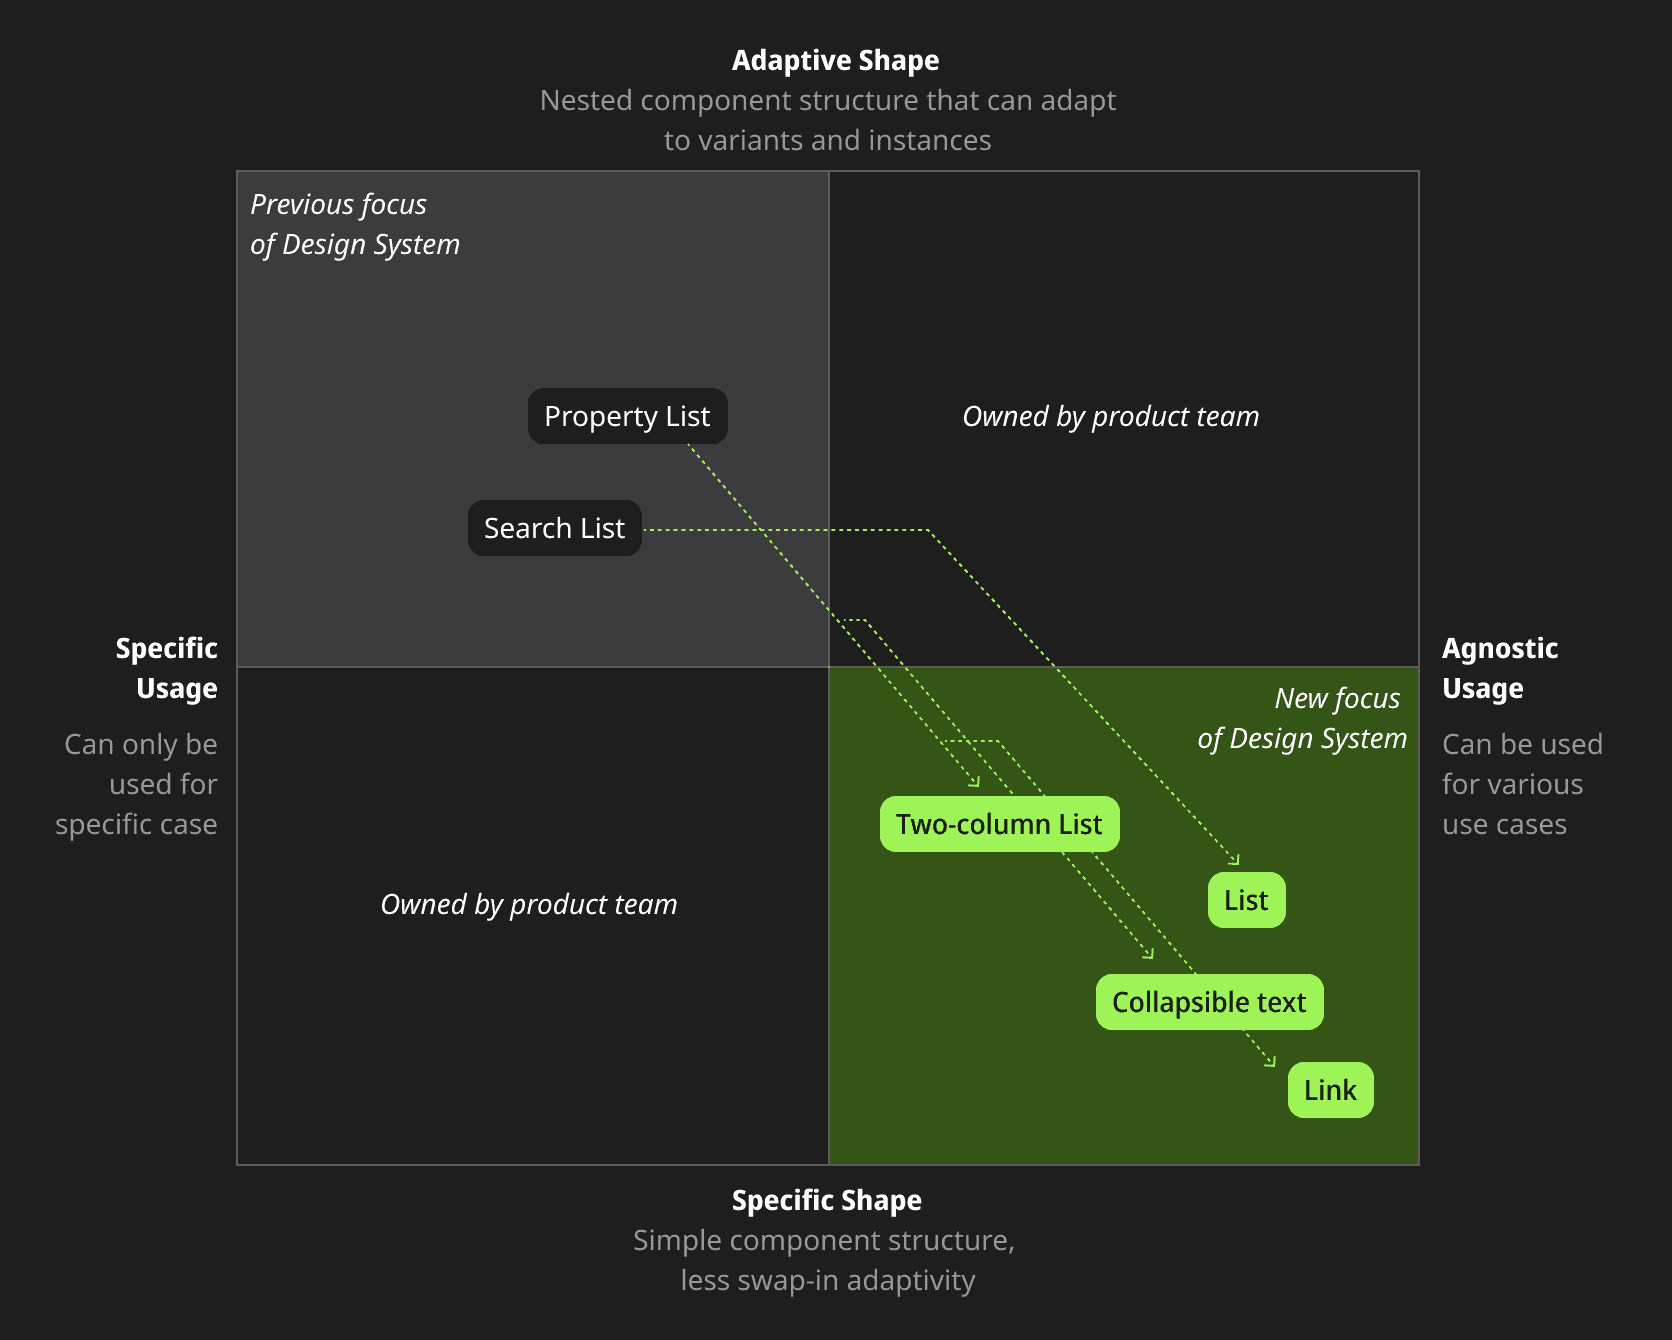 Adaptive Shape
Nested component structure that can adapt
to variants and instances
Previous focus
of Design System
Property List
Owned by product team
Search List
Specific
Usage
Can only be
used for
specific case
Agnostic
Usage
Can be used
for various
use cases
New focus
of Design System
Two-column List
List
Owned by product team
Collapsible text
Link
Specific Shape
Simple component structure,
less swap-in adaptivity